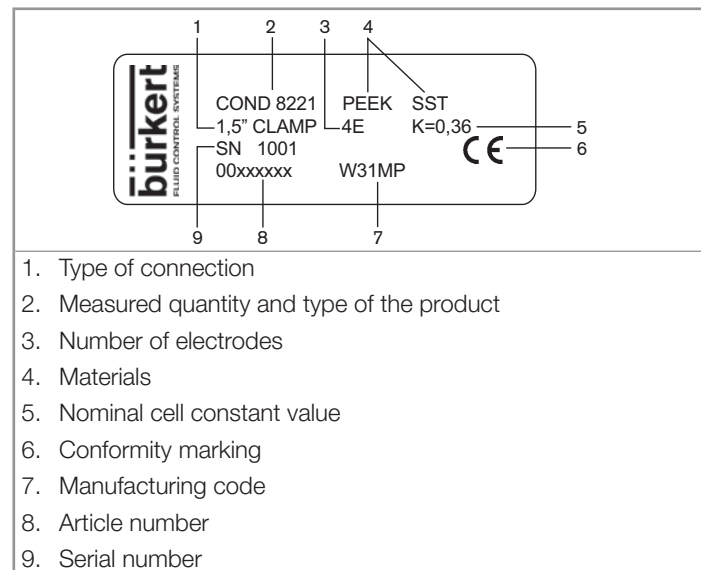 1 2 3 4
bürkert
FLUID CONTROL SYSTEMS
COND 8221 PEEK SST
1,5” CLAMP 4E K=0,36 5
SN 1001 CE 6
00xxxxxx W31MP
9 8 7
1. Type of connection
2. Measured quantity and type of the product
3. Number of electrodes
4. Materials
5. Nominal cell constant value
6. Conformity marking
7. Manufacturing code
8. Article number
9. Serial number